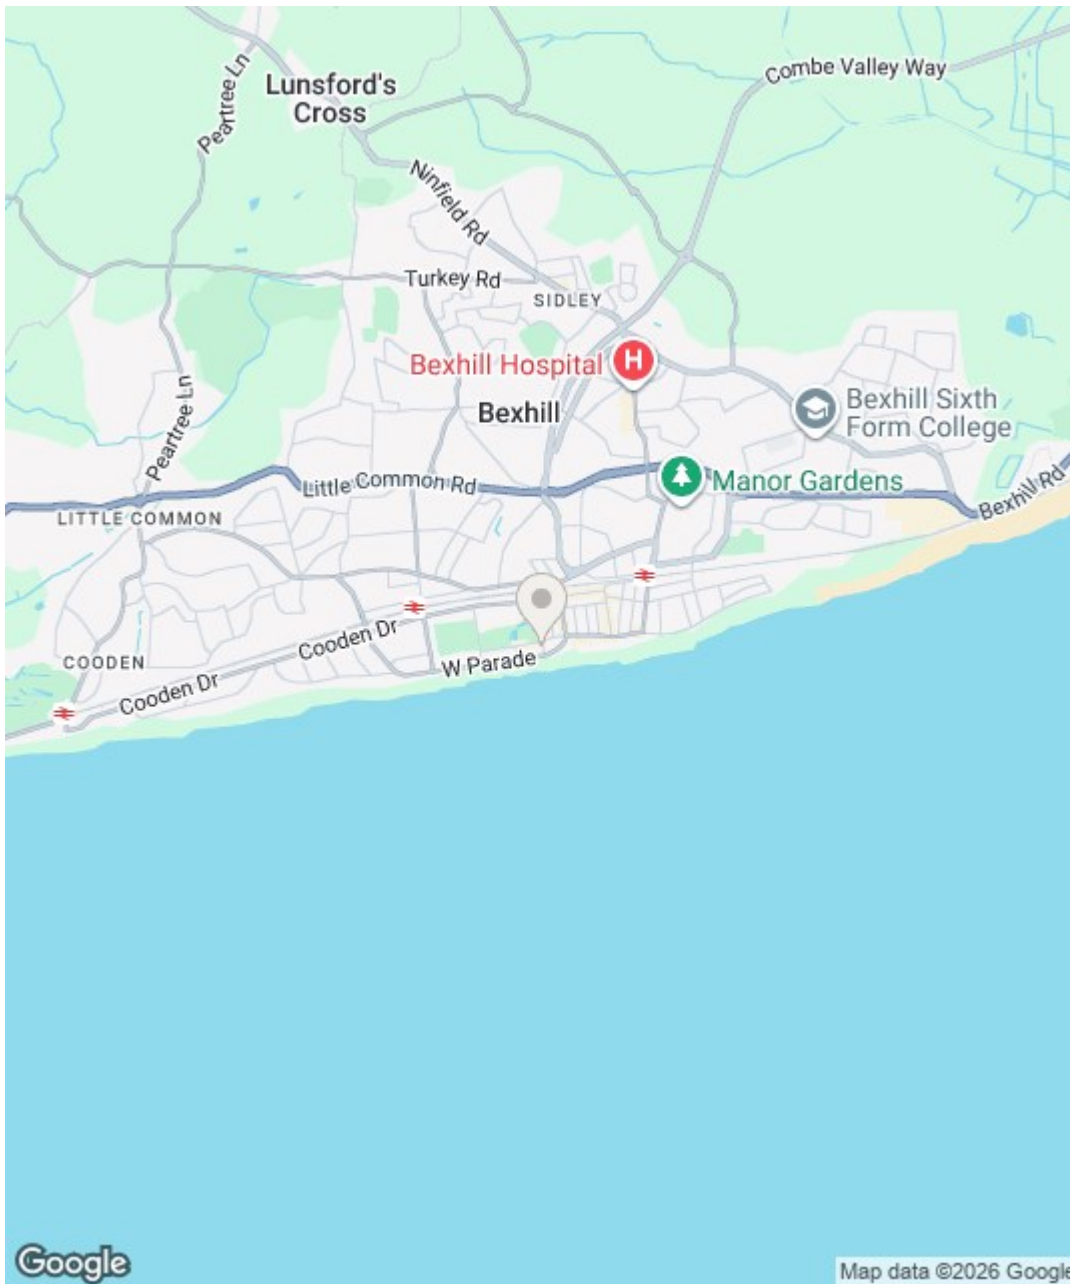 Combe Valley Way
Peartree Ln
Lunsford's
Cross
Ninfield Rd
Turkey Rd
SIDLEY
Bexhill Hospital
H
Bexhill
Peartree Ln
Bexhill Sixth
Form College
Little Common Rd
Manor Gardens
Bexhill Rd
LITTLE COMMON
Cooden Dr
COODEN
W Parade
Cooden Dr
Google
Map data ©2026 Google